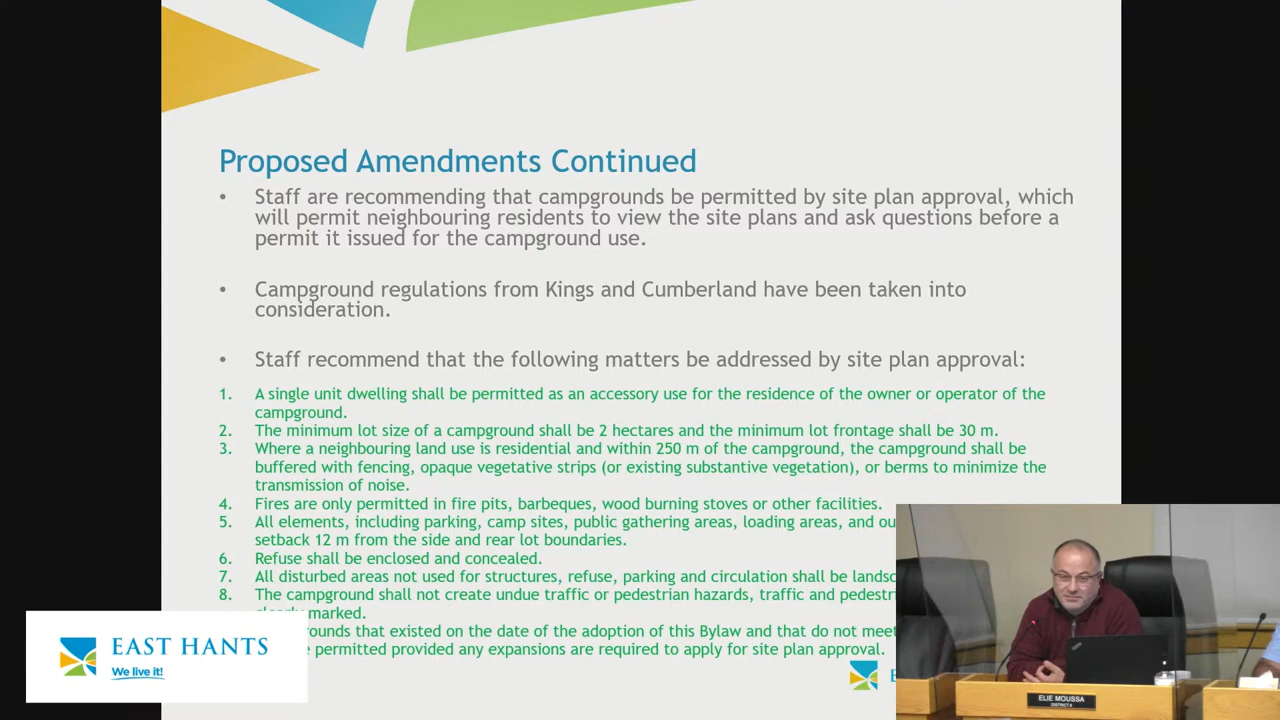 Proposed Amendments Continued
• Staff are recommending that campgrounds be permitted by site plan approval, which
will permit neighbouring residents to view the site plans and ask questions before a
permit it issued for the campground use.
• Campground regulations from Kings and Cumberland have been taken into
consideration.
• Staff recommend that the following matters be addressed by site plan approval:
1. A single unit dwelling shall be permitted as an accessory use for the residence of the owner or operator of the
campground.
2. The minimum lot size of a campground shall be 2 hectares and the minimum lot frontage shall be 30 m.
3. Where a neighbouring land use is residential and within 250 m of the campground, the campground shall be
buffered with fencing, opaque vegetative strips (or existing substantive vegetation), or berms to minimize the
transmission of noise.
4. Fires are only permitted in fire pits, barbeques, wood burning stoves or other facilities.
5. All elements, including parking, camp sites, public gathering areas, loading areas, and
setback 12 m from the side and rear lot boundaries.
6. Refuse shall be enclosed and concealed.
7. All disturbed areas not used for structures, refuse, parking and circulation shall be
8. The campground shall not create undue traffic or pedestrian hazards, traffic and
marked.
that existed on the date of the adoption of this Bylaw and that do not meet
permitted provided any expansions are required to apply for site plan approval.
EAST HANTS
We live it!
ELIE MOUSSA